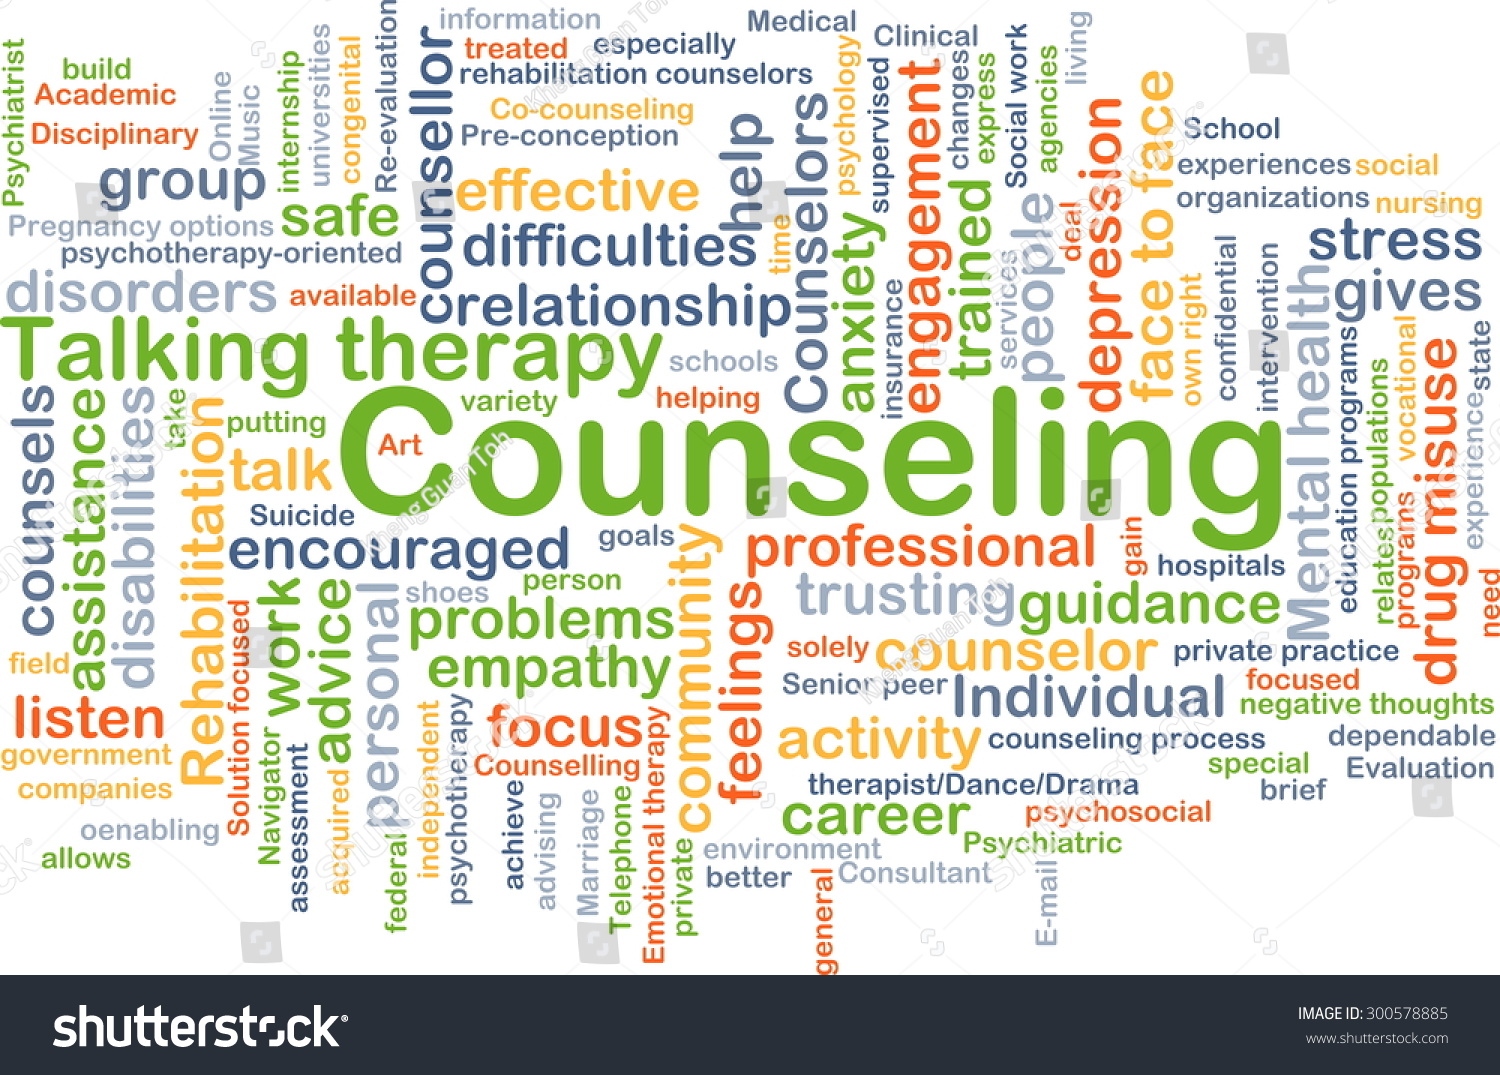 Psychiatrist
build
Academic
Disciplinary
Online
Music
internship
universities
congenital
Re-evaluation
group
Pregnancy options
safe
psychotherapy-oriented
disorders
available
counsellor
information
treated
especially
rehabilitation counselors
Co-counseling
Pre-conception
effective
difficulties
relationship
help
time
Medical
Counselors
psychology
Clinical
supervised
anxiety
insurance
engagement
changes
express
trained
services
Social work
people
agencies
living
deal
depression
face to face
own right
School
experiences
social
organizations
nursing
stress
gives
confidential
intervention
Mental health
education programs
relatespopulations
vocational
programs
drug misuse
experiencesstate
need
Talking therapy
schools
variety
helping
Counseling
Art
counsels
assistance
disabilities
take
Rehabilitation
putting
talk
Suicide
encouraged
goals
person
shoes
problems
empathy
community
professional
gain
hospitals
trusting
guidance
feelings
solely
counselor
private practice
Senior peer
Individual
focused
negative thoughts
activity
counseling process
dependable
special
Evaluation
brief
therapist/Dance/Drama
career
psychosocial
Psychiatric
environment
better
Consultant
general
E-mail
field
listen
government
companies
oenabling
allows
Solution focused
work
Navigator
assessment
advice
acquired
personal
federal
independent
psychotherapy
focus
Counselling
achieve
advising
Marriage
Telephone
Emotional therapy
private
Khang Guan Toh
shutterstock
IMAGE ID: 300578885
www.shutterstock.com